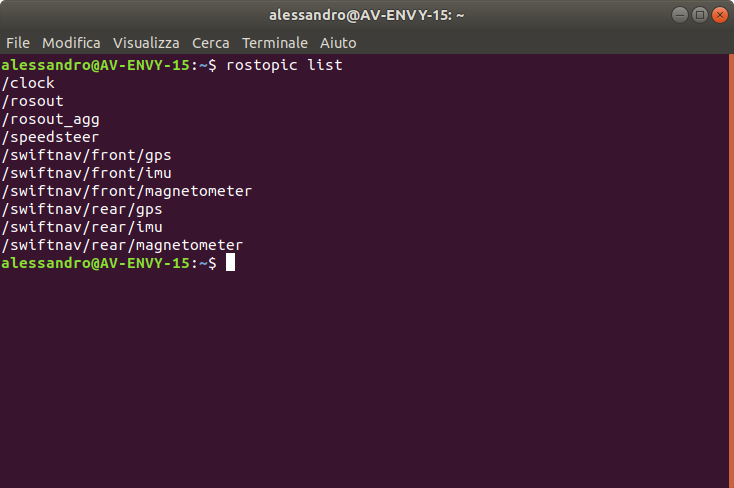 alessandro@AV-ENVY-15: ~
File Modifica Visualizza Cerca Terminale Aiuto
alessandro@AV-ENVY-15:~$ rostopic list
/clock
/rosout
/rosout_agg
/speedsteer
/swiftnav/front/gps
/swiftnav/front/imu
/swiftnav/front/magnetometer
/swiftnav/rear/gps
/swiftnav/rear/imu
/swiftnav/rear/magnetometer
alessandro@AV-ENVY-15:~$